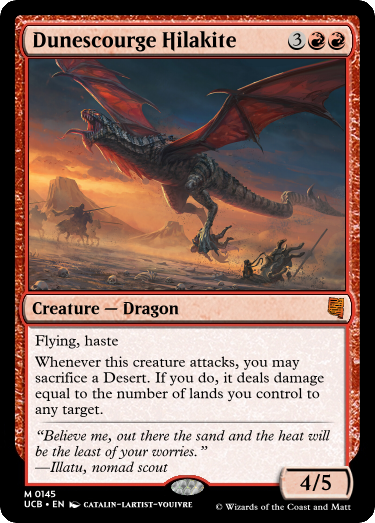 Dunescourge Hilakite 3
Creature — Dragon
Flying, haste
Whenever this creature attacks, you may
sacrifice a Desert. If you do, it deals damage
equal to the number of lands you control to
any target.
“Believe me, out there the sand and the heat will
be the least of your worries.”
—Illatu, nomad scout
4/5
M 0145
UCB • EN CATALIN-LARTIST-VOUIVRE
© Wizards of the Coast and Matt